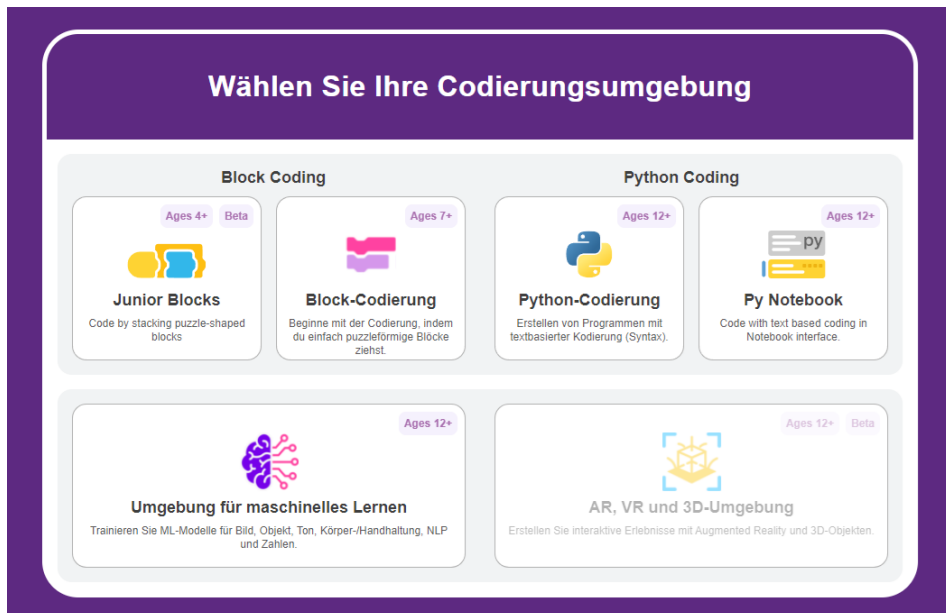 Wählen Sie Ihre Codierungsumgebung
Block Coding
Python Coding
Ages 4+ Beta
Junior Blocks
Code by stacking puzzle-shaped
blocks
Ages 7+
Block-Codierung
Beginne mit der Codierung, indem
du einfach puzzleförmige Blöcke
ziehst.
Ages 12+
Python-Codierung
Erstellen von Programmen mit
textbasierter Kodierung (Syntax).
Ages 12+
py
Py Notebook
Code with text based coding in
Notebook interface.
Ages 12+
Umgebung für maschinelles Lernen
Trainieren Sie ML-Modelle für Bild, Objekt, Ton, Körper-/Handhaltung, NLP
und Zahlen.
Ages 12+ Beta
AR, VR und 3D-Umgebung
Erstellen Sie interaktive Erlebnisse mit Augmented Reality und 3D-Objekten.